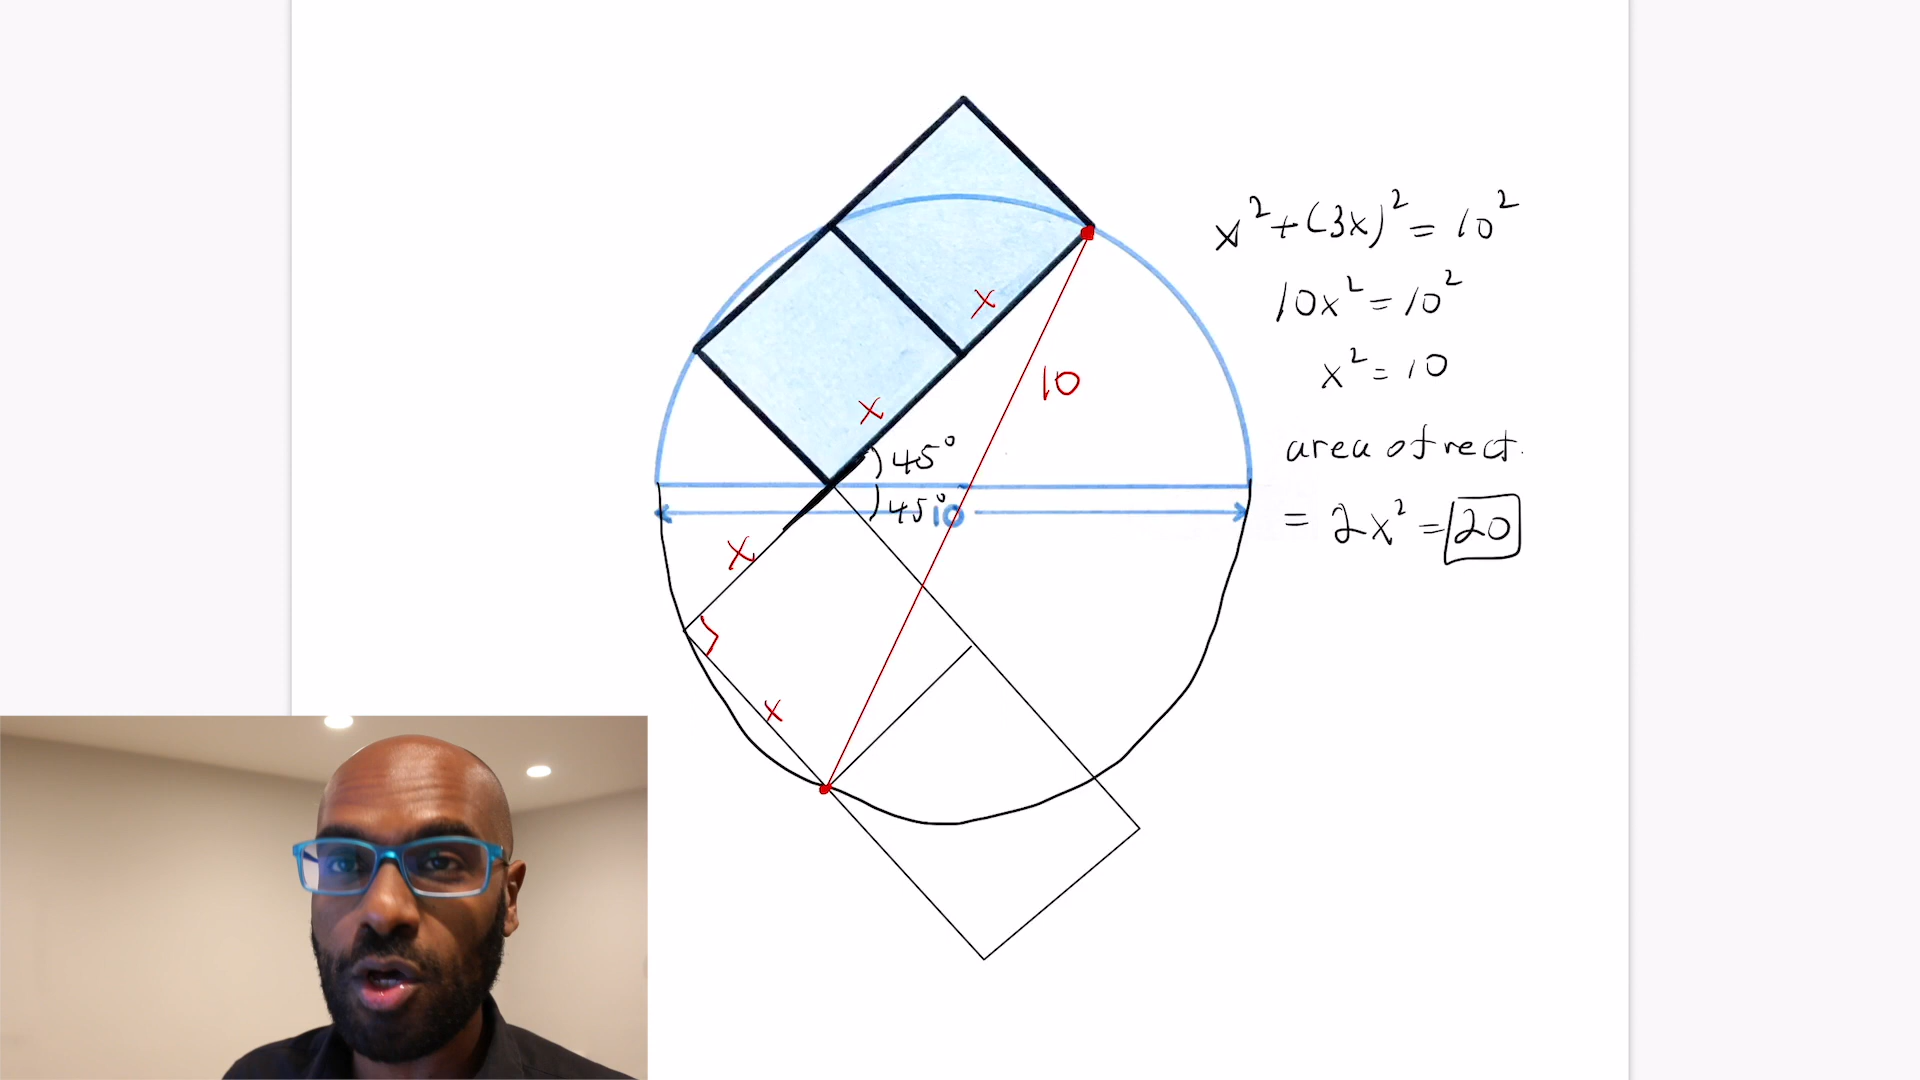 x² + (3x)² = 10²
10x² = 10²
x² = 10
area of rect.
= 2x² = 20
x
x
10
45°
45°
10
x
x